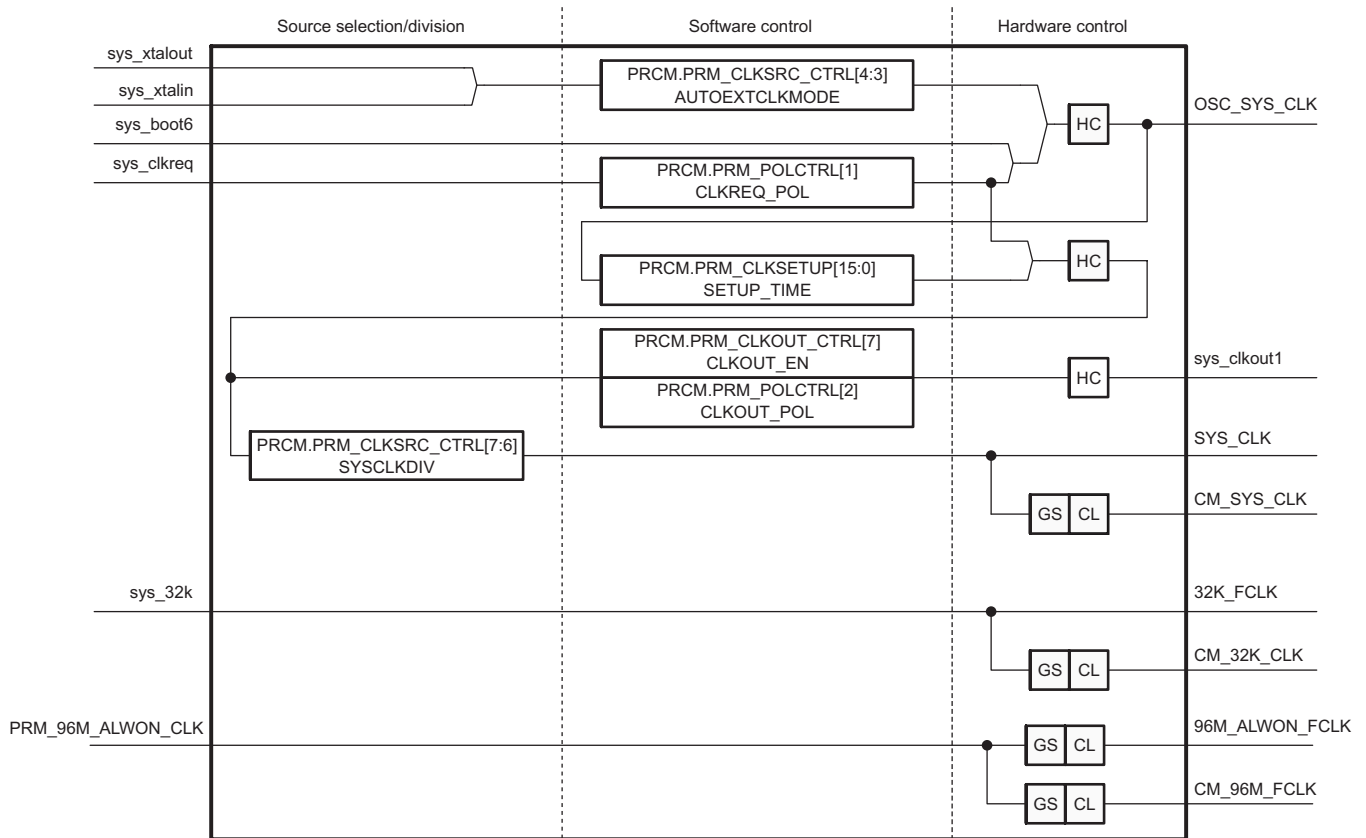 Source selection/division
Software control
Hardware control
sys_xtalout
PRCM.PRM_CLKSRC_CTRL[4:3]
AUTOEXTCLKMODE
sys_xtalin
OSC_SYS_CLK
HC
sys_boot6
sys_clkreq
PRCM.PRM_POLCTRL[1]
CLKREQ_POL
PRCM.PRM_CLKSETUP[15:0]
SETUP_TIME
HC
PRCM.PRM_CLKOUT_CTRL[7]
CLKOUT_EN
PRCM.PRM_POLCTRL[2]
CLKOUT_POL
HC
sys_clkout1
PRCM.PRM_CLKSRC_CTRL[7:6]
SYSCLKDIV
SYS_CLK
GS CL
CM_SYS_CLK
sys_32k
32K_FCLK
GS CL
CM_32K_CLK
PRM_96M_ALWON_CLK
GS CL
96M_ALWON_FCLK
GS CL
CM_96M_FCLK